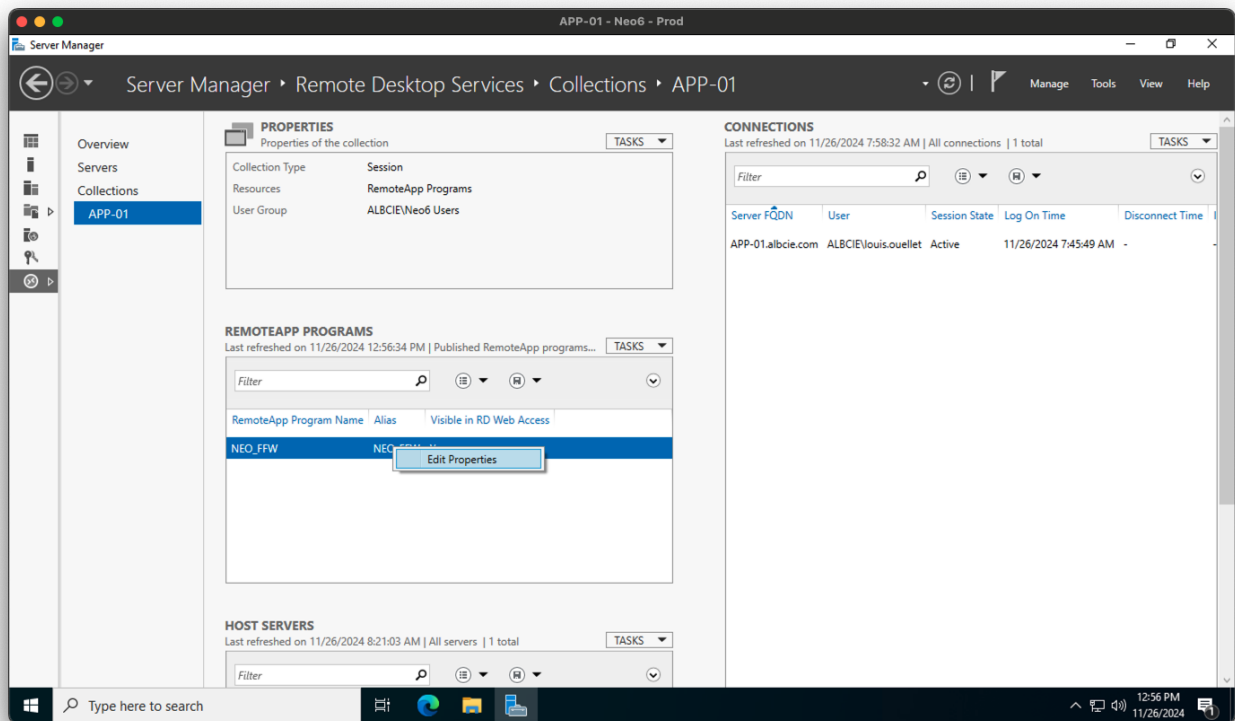 APP-01 - Neo6 - Prod
Server Manager
Server Manager ‣ Remote Desktop Services ‣ Collections ‣ APP-01
Manage Tools View Help
Overview
Servers
Collections
APP-01
PROPERTIES
Properties of the collection
TASKS
Collection Type Session
Resources RemoteApp Programs
User Group ALBCIE\Neo6 Users
REMOTEAPP PROGRAMS
Last refreshed on 11/26/2024 12:56:34 PM | Published RemoteApp programs...
TASKS
Filter
RemoteApp Program Name Alias Visible in RD Web Access
NEO_FFW NEO_FFW
Edit Properties
HOST SERVERS
Last refreshed on 11/26/2024 8:21:03 AM | All servers | 1 total
TASKS
Filter
CONNECTIONS
Last refreshed on 11/26/2024 7:58:32 AM | All connections | 1 total
TASKS
Filter
Server FQDN User Session State Log On Time Disconnect Time
APP-01.albcie.com ALBCIE\louis.ouellet Active 11/26/2024 7:45:49 AM - -
Type here to search
12:56 PM
11/26/2024
1